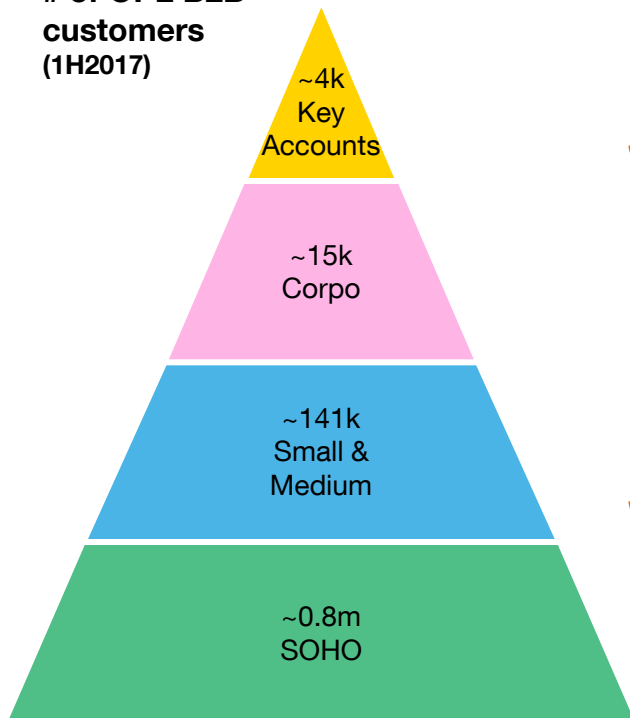 customers
(1H2017)
~4k
Key
Accounts
~15k
Corpo
~141k
Small &
Medium
~0.8m
SOHO